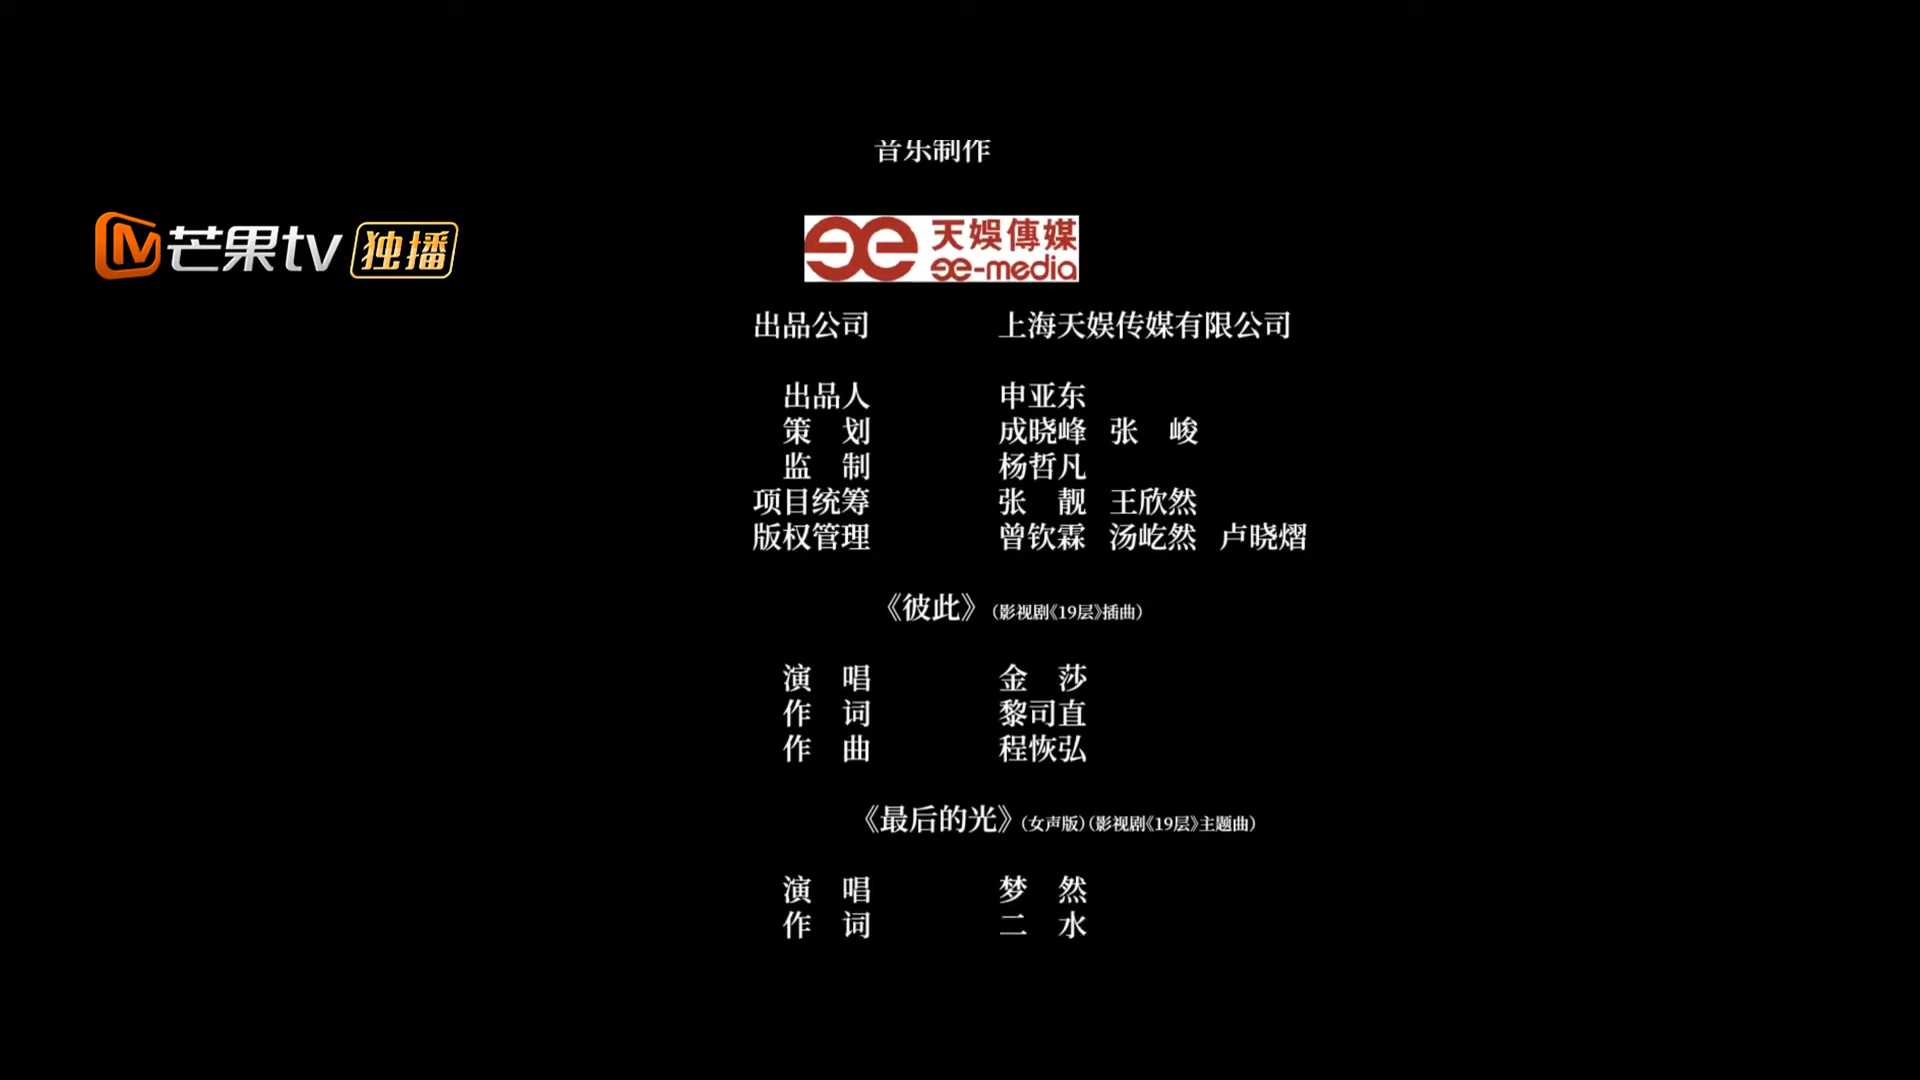 音乐制作
芒果tv 独播
天娱傳媒
ee-media
出品公司 上海天娱传媒有限公司
出品人 申亚东
策 划 成晓峰 张 峻
监 制 杨哲凡
项目统筹 张 靓 王欣然
版权管理 曾钦霖 汤屹然 卢晓熠
《彼此》(影视剧《19层》插曲)
演 唱 金 莎
作 词 黎司直
作 曲 程恢弘
《最后的光》(女声版)(影视剧《19层》主题曲)
演 唱 梦 然
作 词 二 水